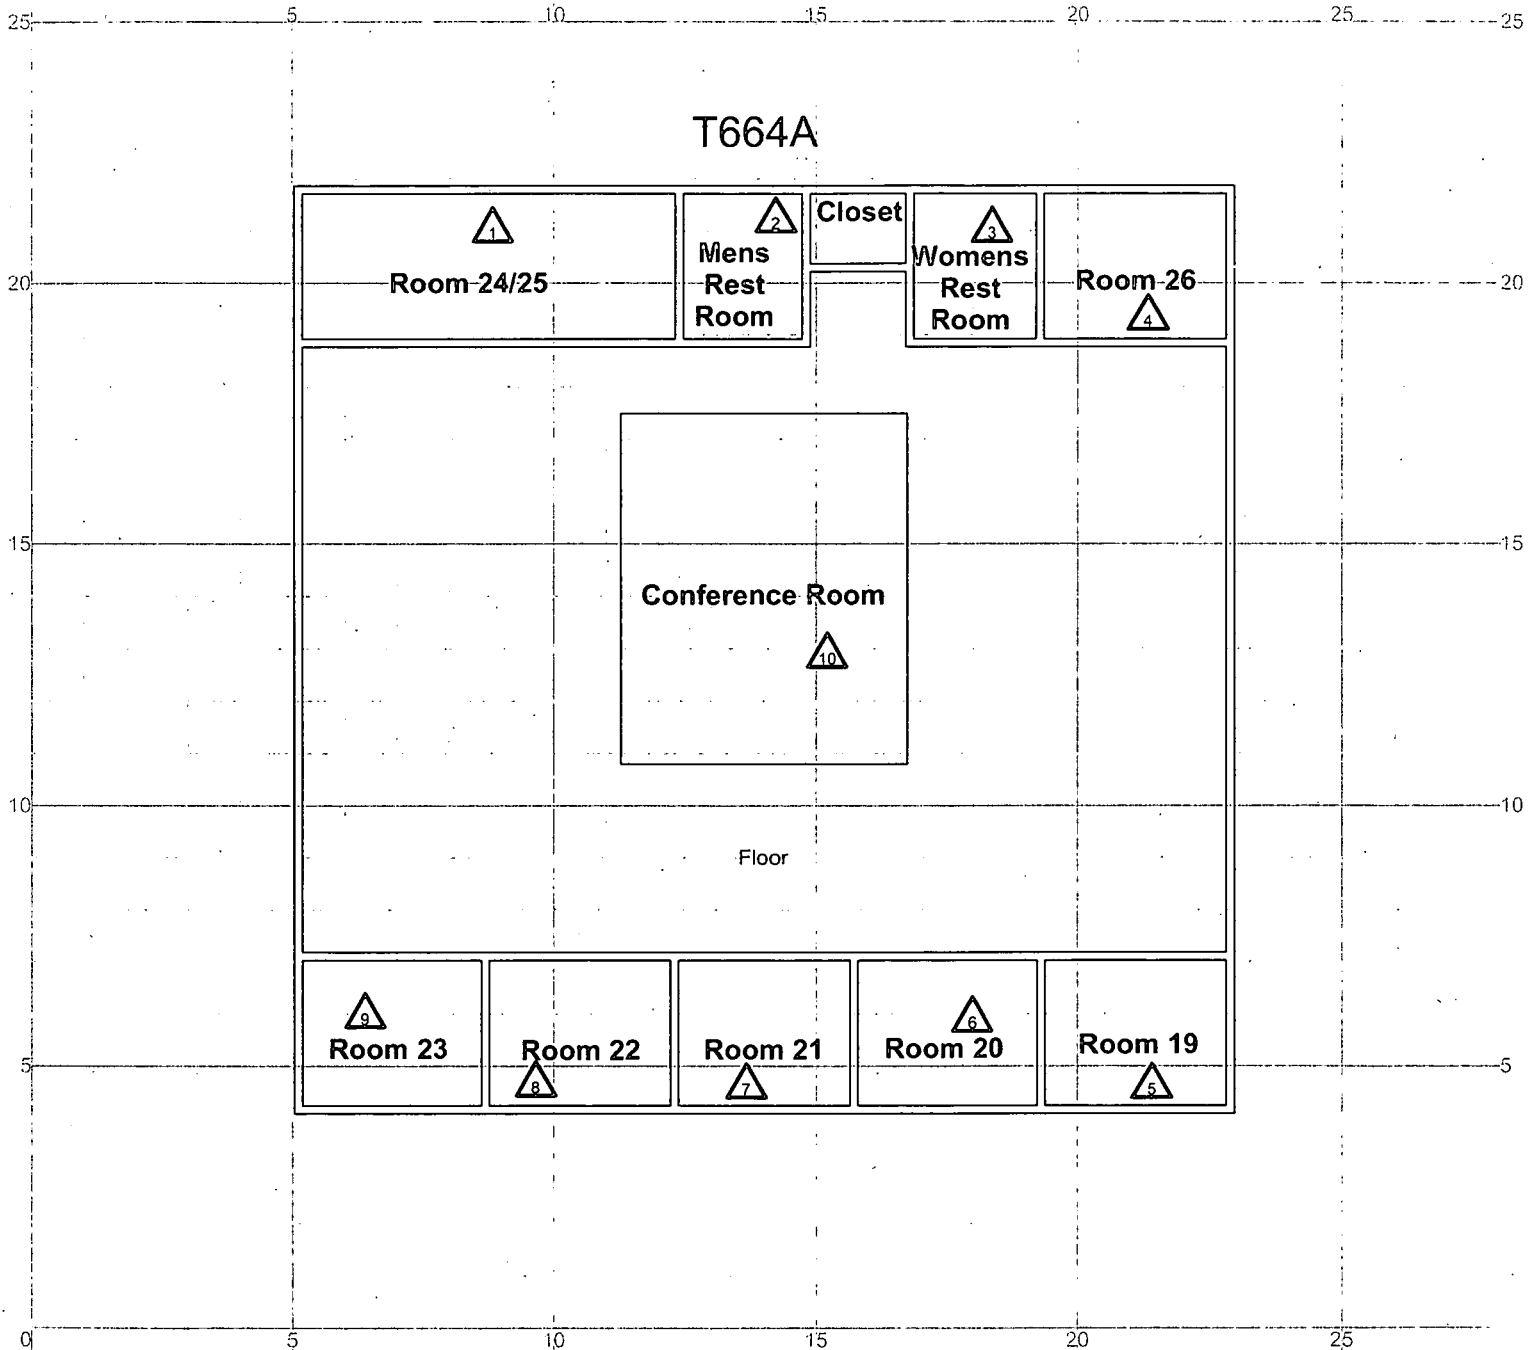 5 10 15 20 25
25 25
T664A
1 2 Closet 3
Mens Womens
Room 24/25 Rest Rest Room 26
20 20
Room Room 4
15 15
Conference Room
10
10 10
Floor
9 6
Room 23 Room 22 Room 21 Room 20 Room 19
5 5
8 7 5
0 5 10 15 20 25